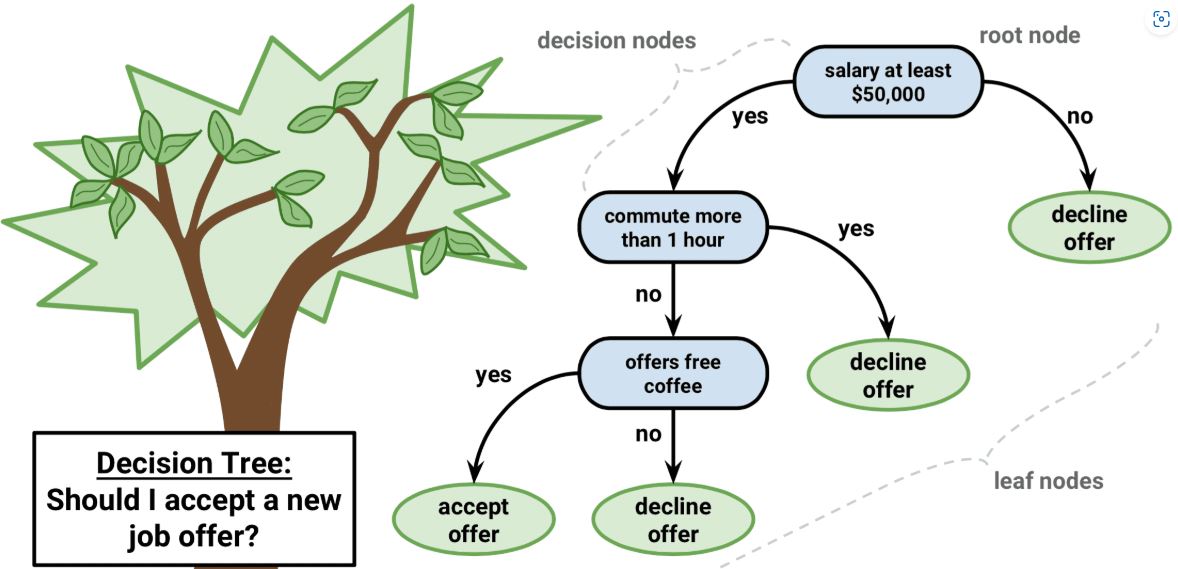 decision nodes
root node
salary at least
$50,000
yes
no
decline
offer
commute more
than 1 hour
yes
no
decline
offer
offers free
coffee
yes
no
accept
offer
decline
offer
leaf nodes
Decision Tree:
Should I accept a new
job offer?